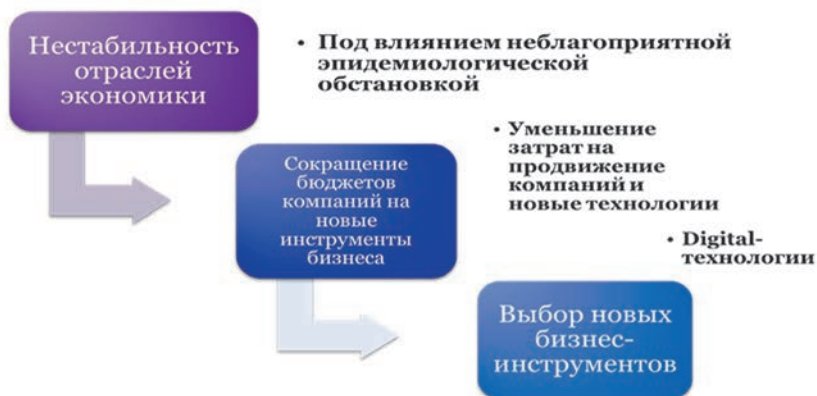 Нестабильность
отраслей
экономики
• Под влиянием неблагоприятной
эпидемиологической
обстановкой
Сокращение
бюджетов
компаний на
новые
инструменты
бизнеса
• Уменьшение
затрат на
продвижение
компаний и
новые технологии
• Digital-
технологии
Выбор новых
бизнес-
инструментов